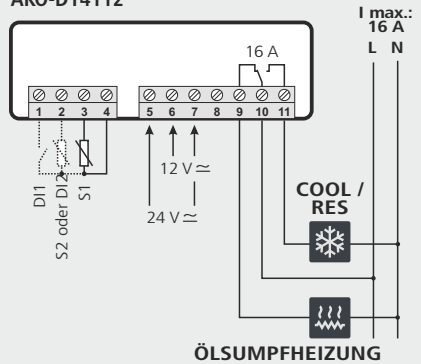 AKO-D14112
I max.:
16 A
L N
16 A
1 2 3 4 5 6 7 8 9 10 11
DI1
S2 oder DI2
S1
12 V ≃
24 V ≃
COOL /
RES
ÖLSUMPFHEIZUNG